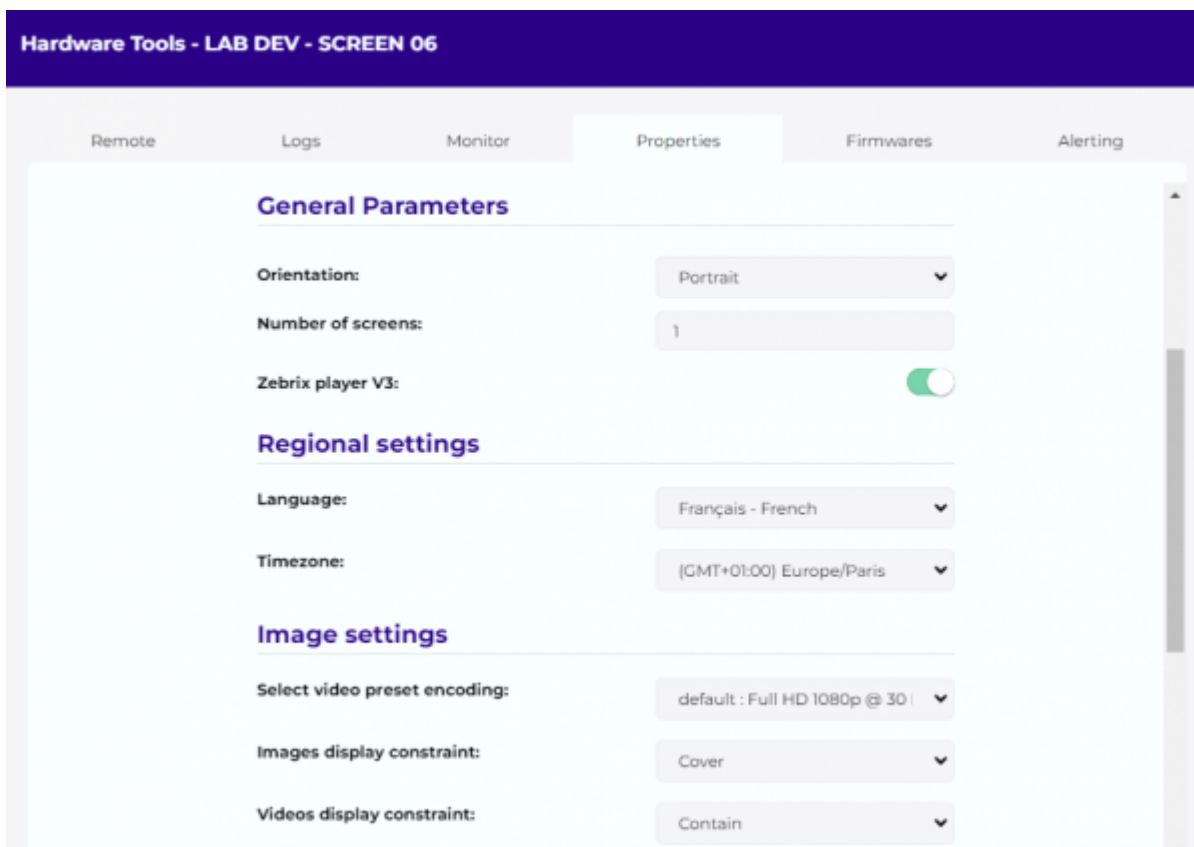 Hardware Tools - LAB DEV - SCREEN 06
Remote Logs Monitor Properties Firmwares Alerting
General Parameters
Orientation: Portrait
Number of screens: 1
Zebrix player V3:
Regional settings
Language: Français - French
Timezone: (GMT+01:00) Europe/Paris
Image settings
Select video preset encoding: default : Full HD 1080p @ 30
Images display constraint: Cover
Videos display constraint: Contain